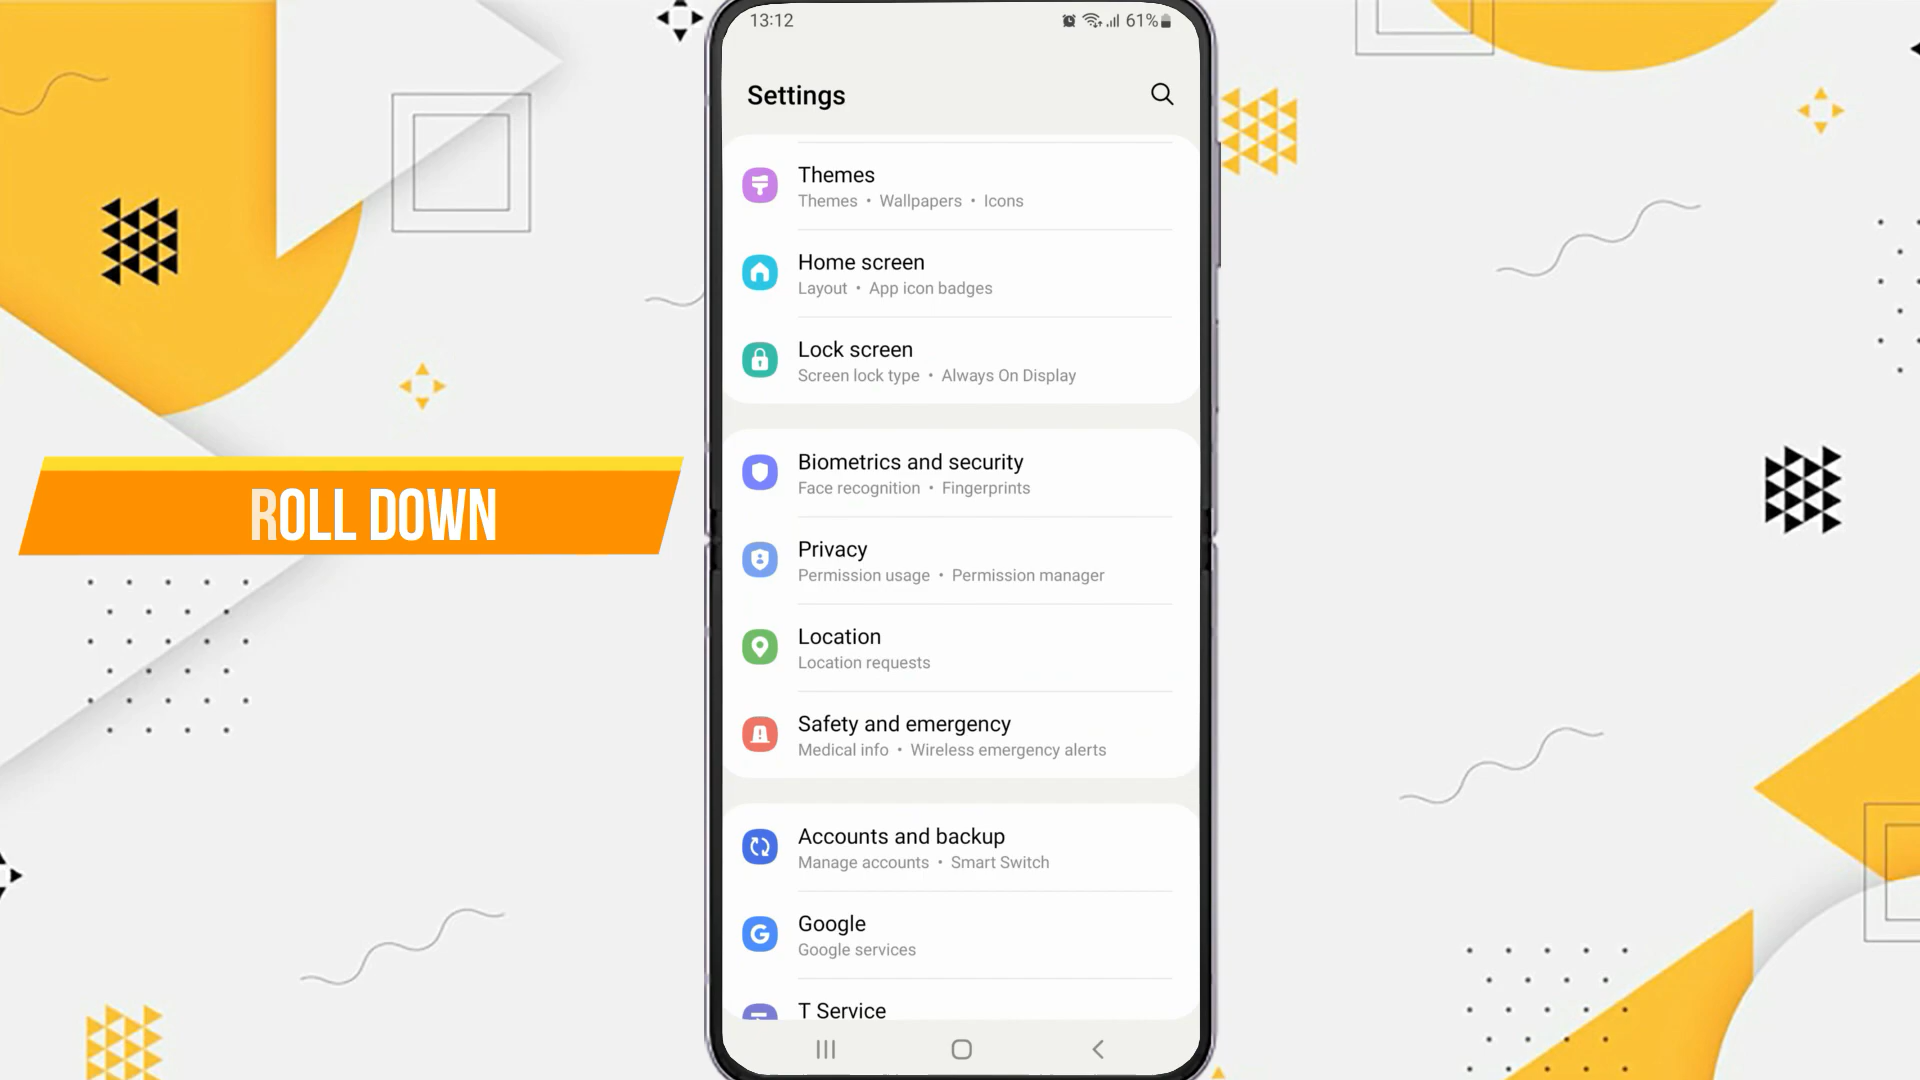 13:12
61%
Settings
Themes
Themes • Wallpapers • Icons
Home screen
Layout • App icon badges
Lock screen
Screen lock type • Always On Display
Biometrics and security
Face recognition • Fingerprints
ROLL DOWN
Privacy
Permission usage • Permission manager
Location
Location requests
Safety and emergency
Medical info • Wireless emergency alerts
Accounts and backup
Manage accounts • Smart Switch
Google
Google services
T Service